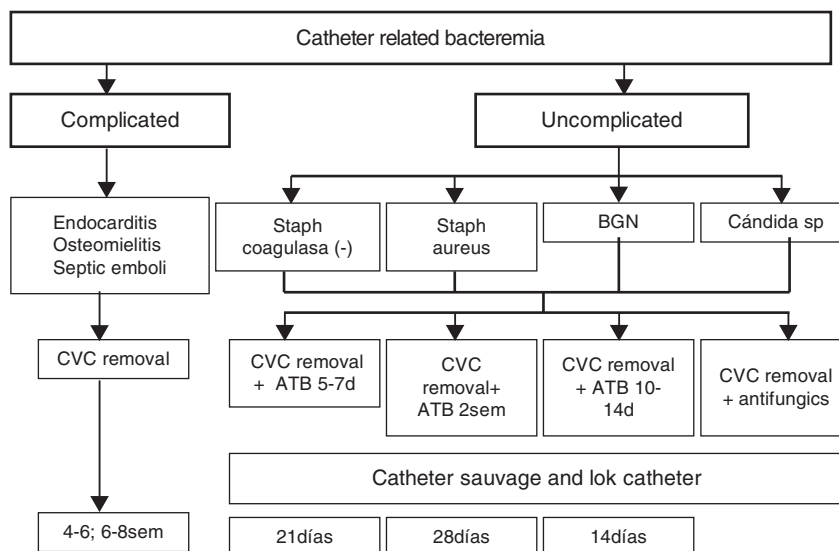 Catheter related bacteremia
Complicated
Uncomplicated
Endocarditis
Osteomielitis
Septic emboli
Staph
coagulasa (-)
Staph
aureus
BGN
Cándida sp
CVC removal
CVC removal
+ ATB 5-7d
CVC
removal+
ATB 2sem
CVC removal
+ ATB 10-
14d
CVC removal
+ antifungics
Catheter sauvage and lok catheter
4-6; 6-8sem
21días
28días
14días